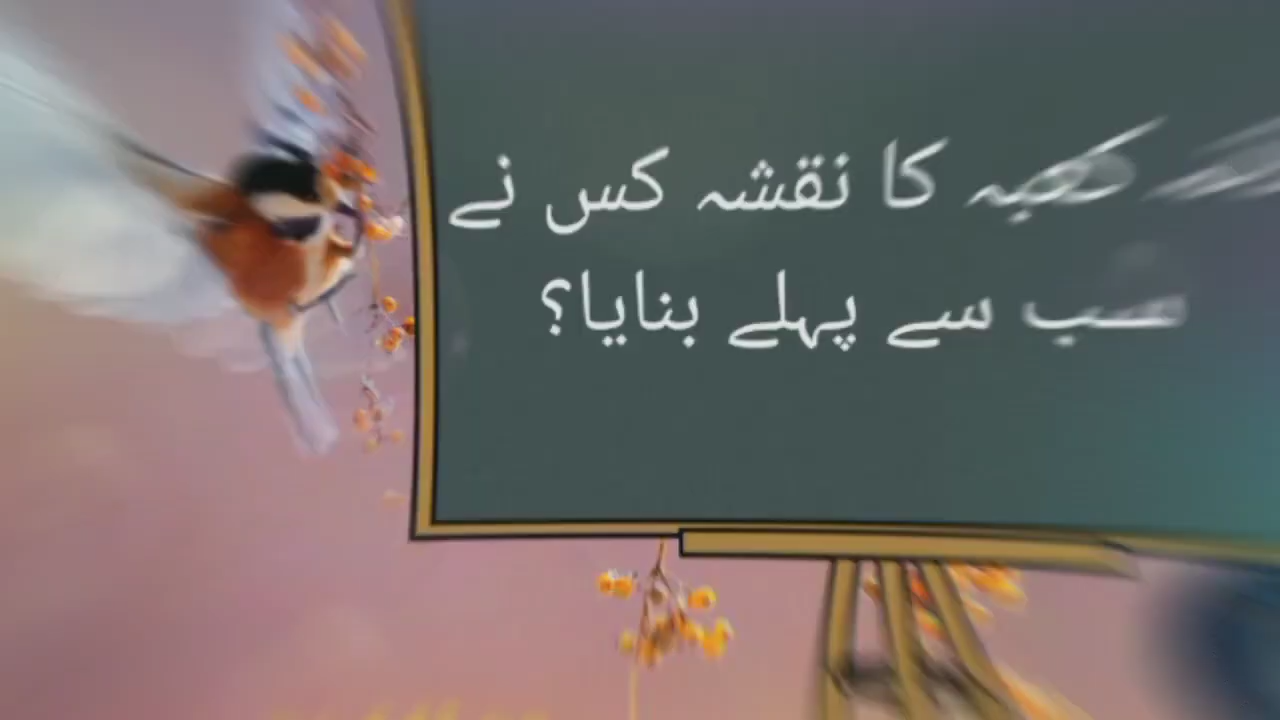 کا نقشہ کس نے
سب سے پہلے بنایا؟